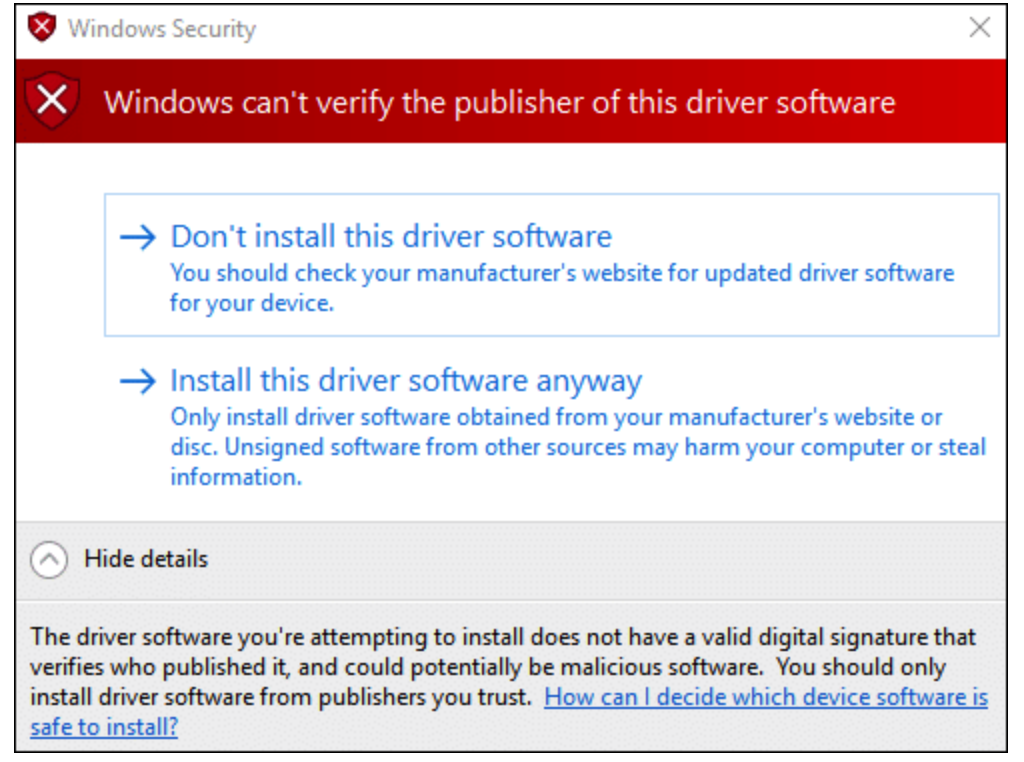 Windows Security
Windows can't verify the publisher of this driver software
Don't install this driver software
You should check your manufacturer's website for updated driver software
for your device.
Install this driver software anyway
Only install driver software obtained from your manufacturer's website or
disc. Unsigned software from other sources may harm your computer or steal
information.
Hide details
The driver software you're attempting to install does not have a valid digital signature that
verifies who published it, and could potentially be malicious software.  You should only
install driver software from publishers you trust.  How can I decide which device software is
safe to install?